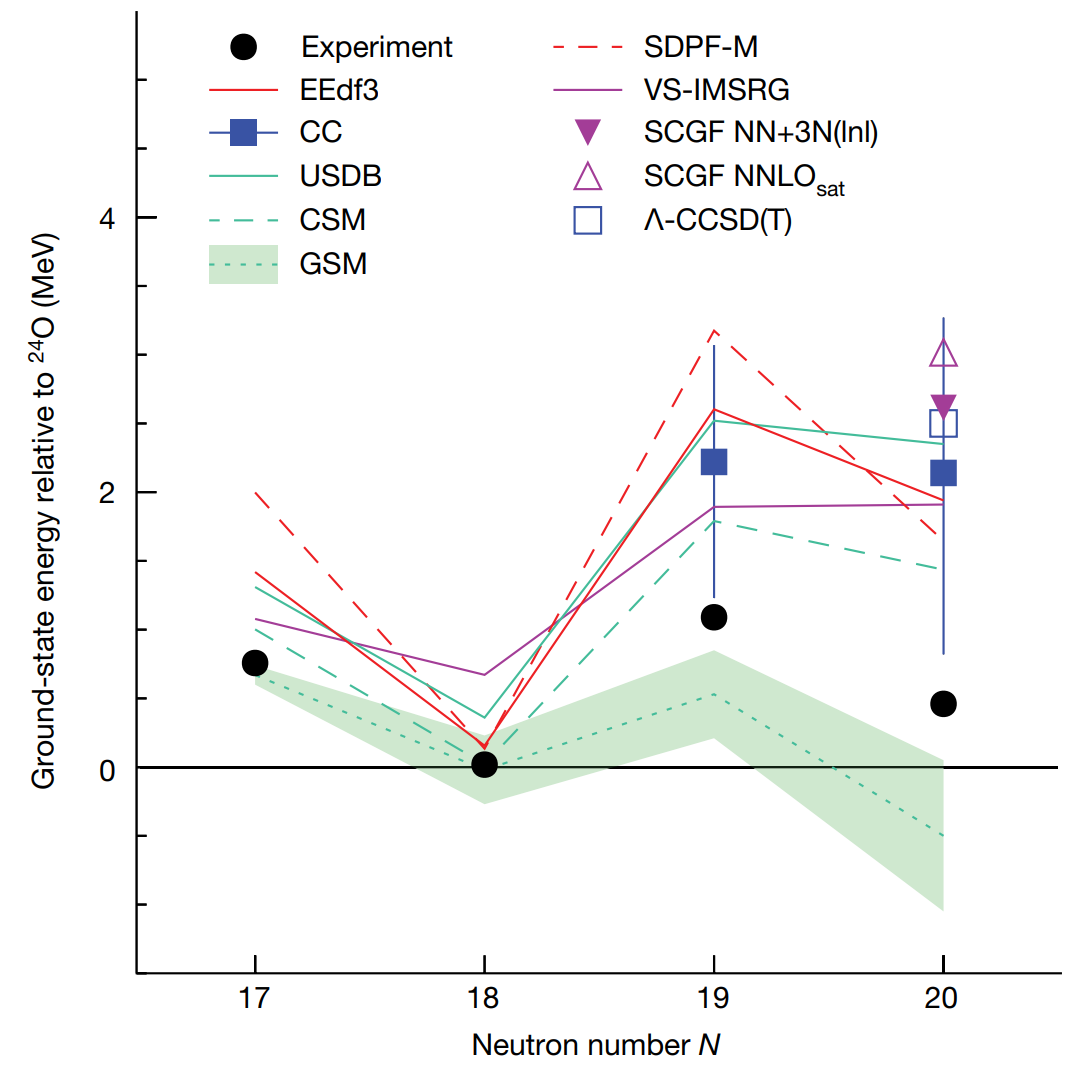 Experiment
EEdf3
CC
USDB
CSM
GSM
SDPF-M
VS-IMSRG
SCGF NN+3N(lnl)
SCGF NNLOsat
Λ-CCSD(T)
Ground-state energy relative to 24O (MeV)
4
2
0
17 18 19 20
Neutron number N